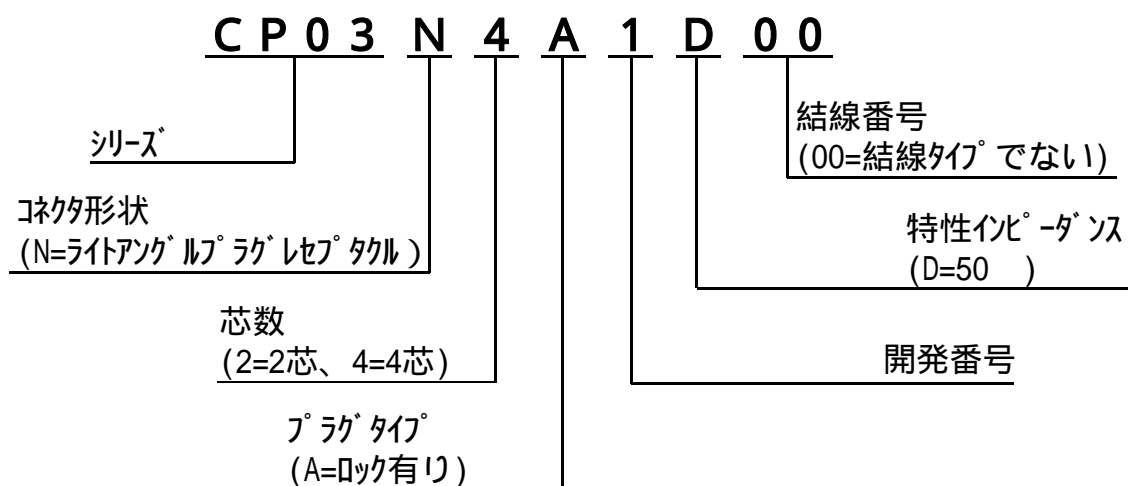 CP03 N 4 A 1 D 00
結線番号
(00=結線ﾀｲﾌﾟでない)
ｼﾘｰｽﾞ
ｺﾈｸﾀ形状
(N=ﾗｲﾄｱﾝｸﾞﾙﾌﾟﾗｸﾞﾚｾﾌﾟﾀｸﾙ)
特性ｲﾝﾋﾟｰﾀﾞﾝｽ
(D=50 )
芯数
(2=2芯、4=4芯)
開発番号
ﾌﾟﾗｸﾞﾀｲﾌﾟ
(A=ﾛｯｸ有り)